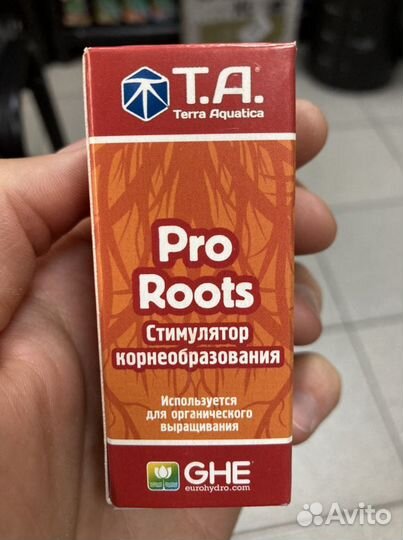 T.A.®
Terra Aquatica
Pro
Roots
Стимулятор
корнеобразования
Используется
для органического
выращивания
GHE®
eurohydro.com
Avito